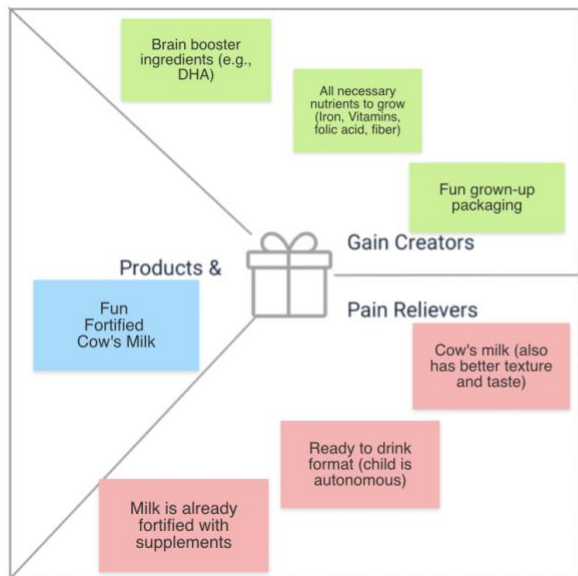 Brain booster
ingredients (e.g.,
DHA)
All necessary
nutrients to grow
(Iron, Vitamins,
folic acid, fiber)
Fun grown-up
packaging
Gain Creators
Products &
Fun
Fortified
Cow's Milk
Pain Relievers
Cow's milk (also
has better texture
and taste)
Ready to drink
format (child is
autonomous)
Milk is already
fortified with
supplements